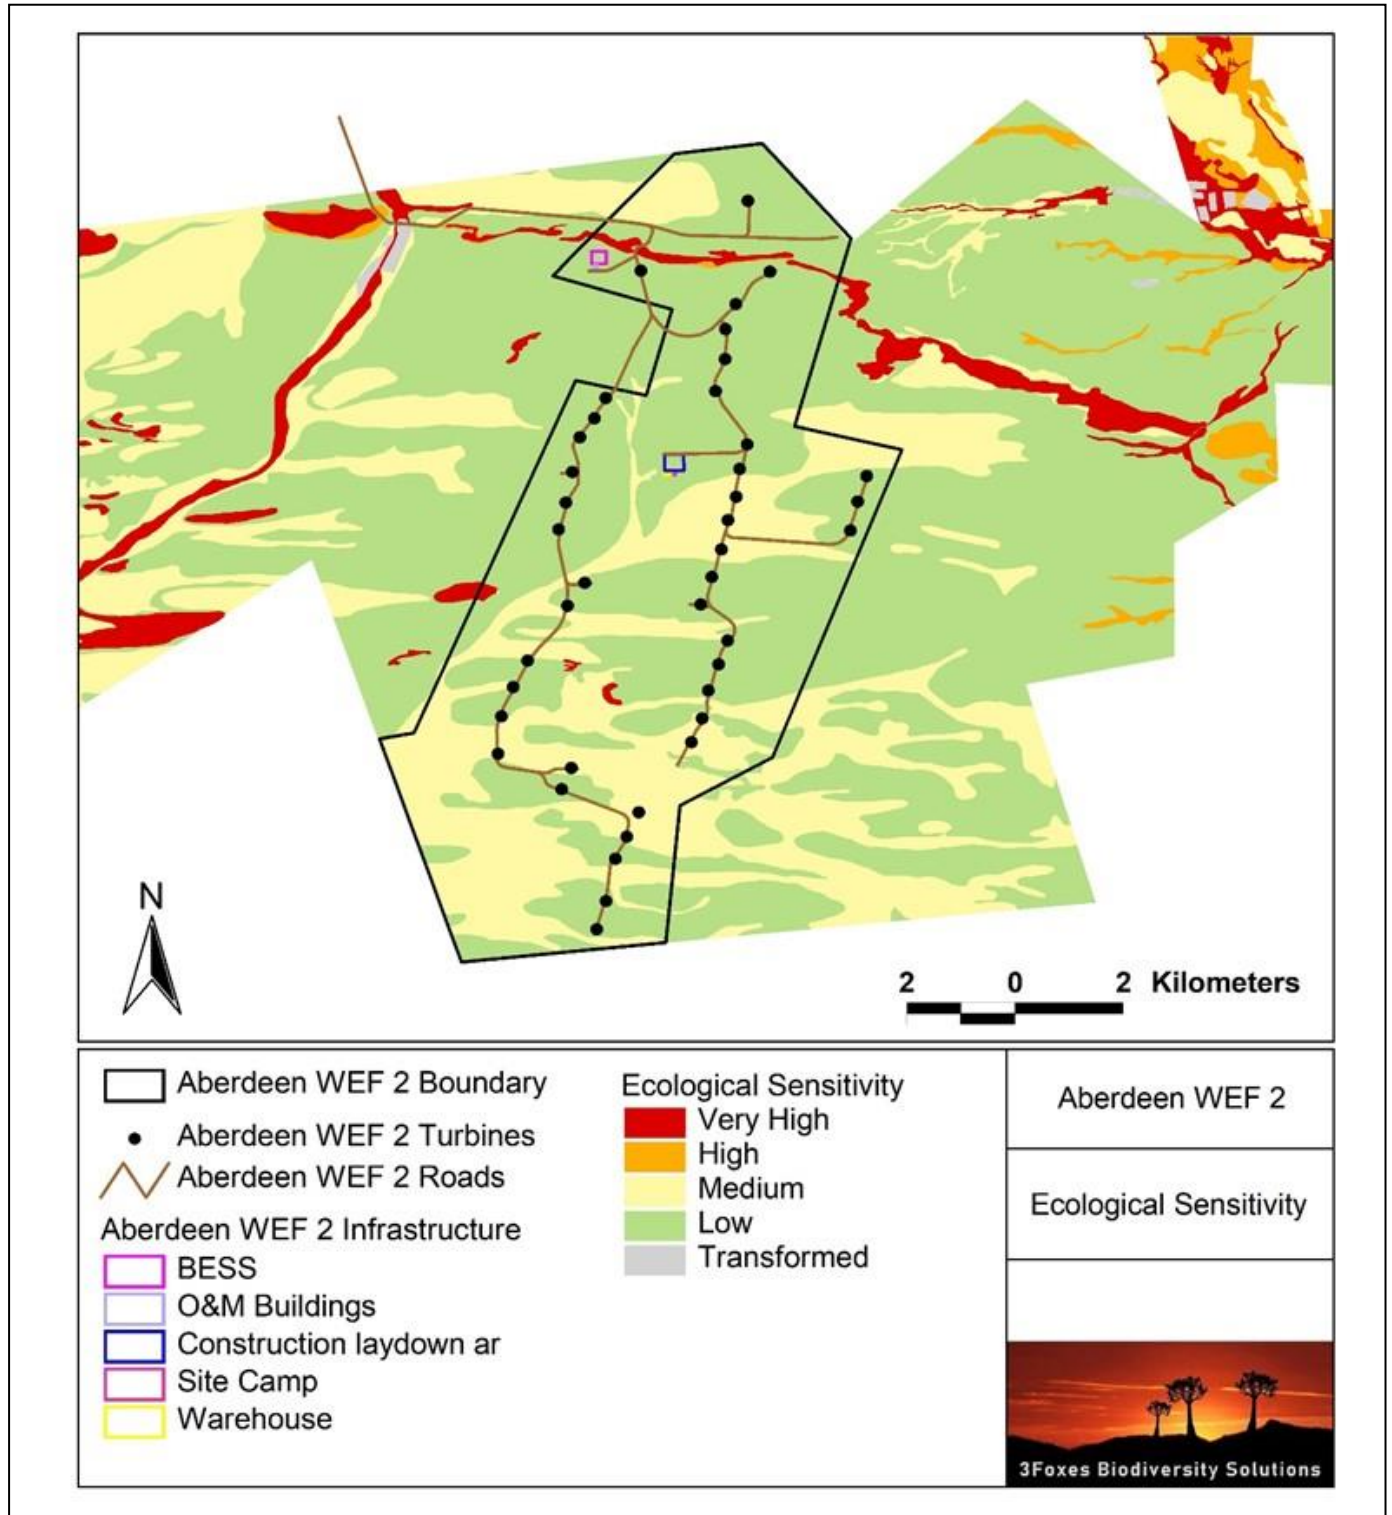 N
2 0 2 Kilometers
Aberdeen WEF 2 Boundary
Aberdeen WEF 2 Turbines
Aberdeen WEF 2 Roads
Aberdeen WEF 2 Infrastructure
BESS
O&M Buildings
Construction laydown ar
Site Camp
Warehouse
Ecological Sensitivity
Very High
High
Medium
Low
Transformed
Aberdeen WEF 2
Ecological Sensitivity
3Foxes Biodiversity Solutions